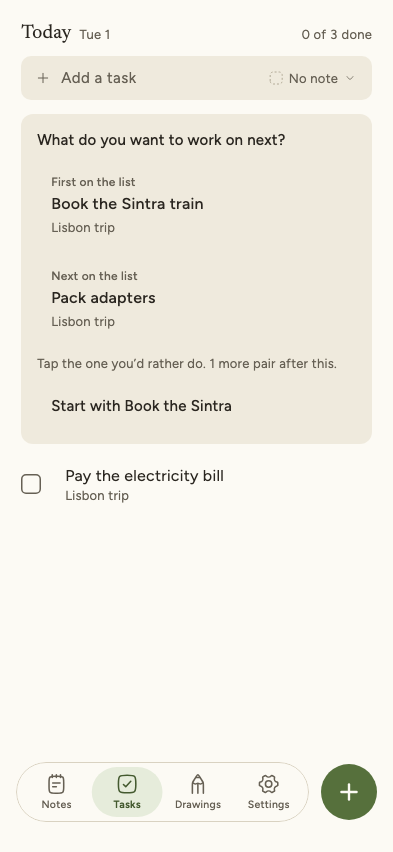 Today Tue 1
0 of 3 done
Add a task
No note
What do you want to work on next?
First on the list
Book the Sintra train
Lisbon trip
Next on the list
Pack adapters
Lisbon trip
Tap the one you’d rather do. 1 more pair after this.
Start with Book the Sintra
Pay the electricity bill
Lisbon trip
Notes
Tasks
Drawings
Settings